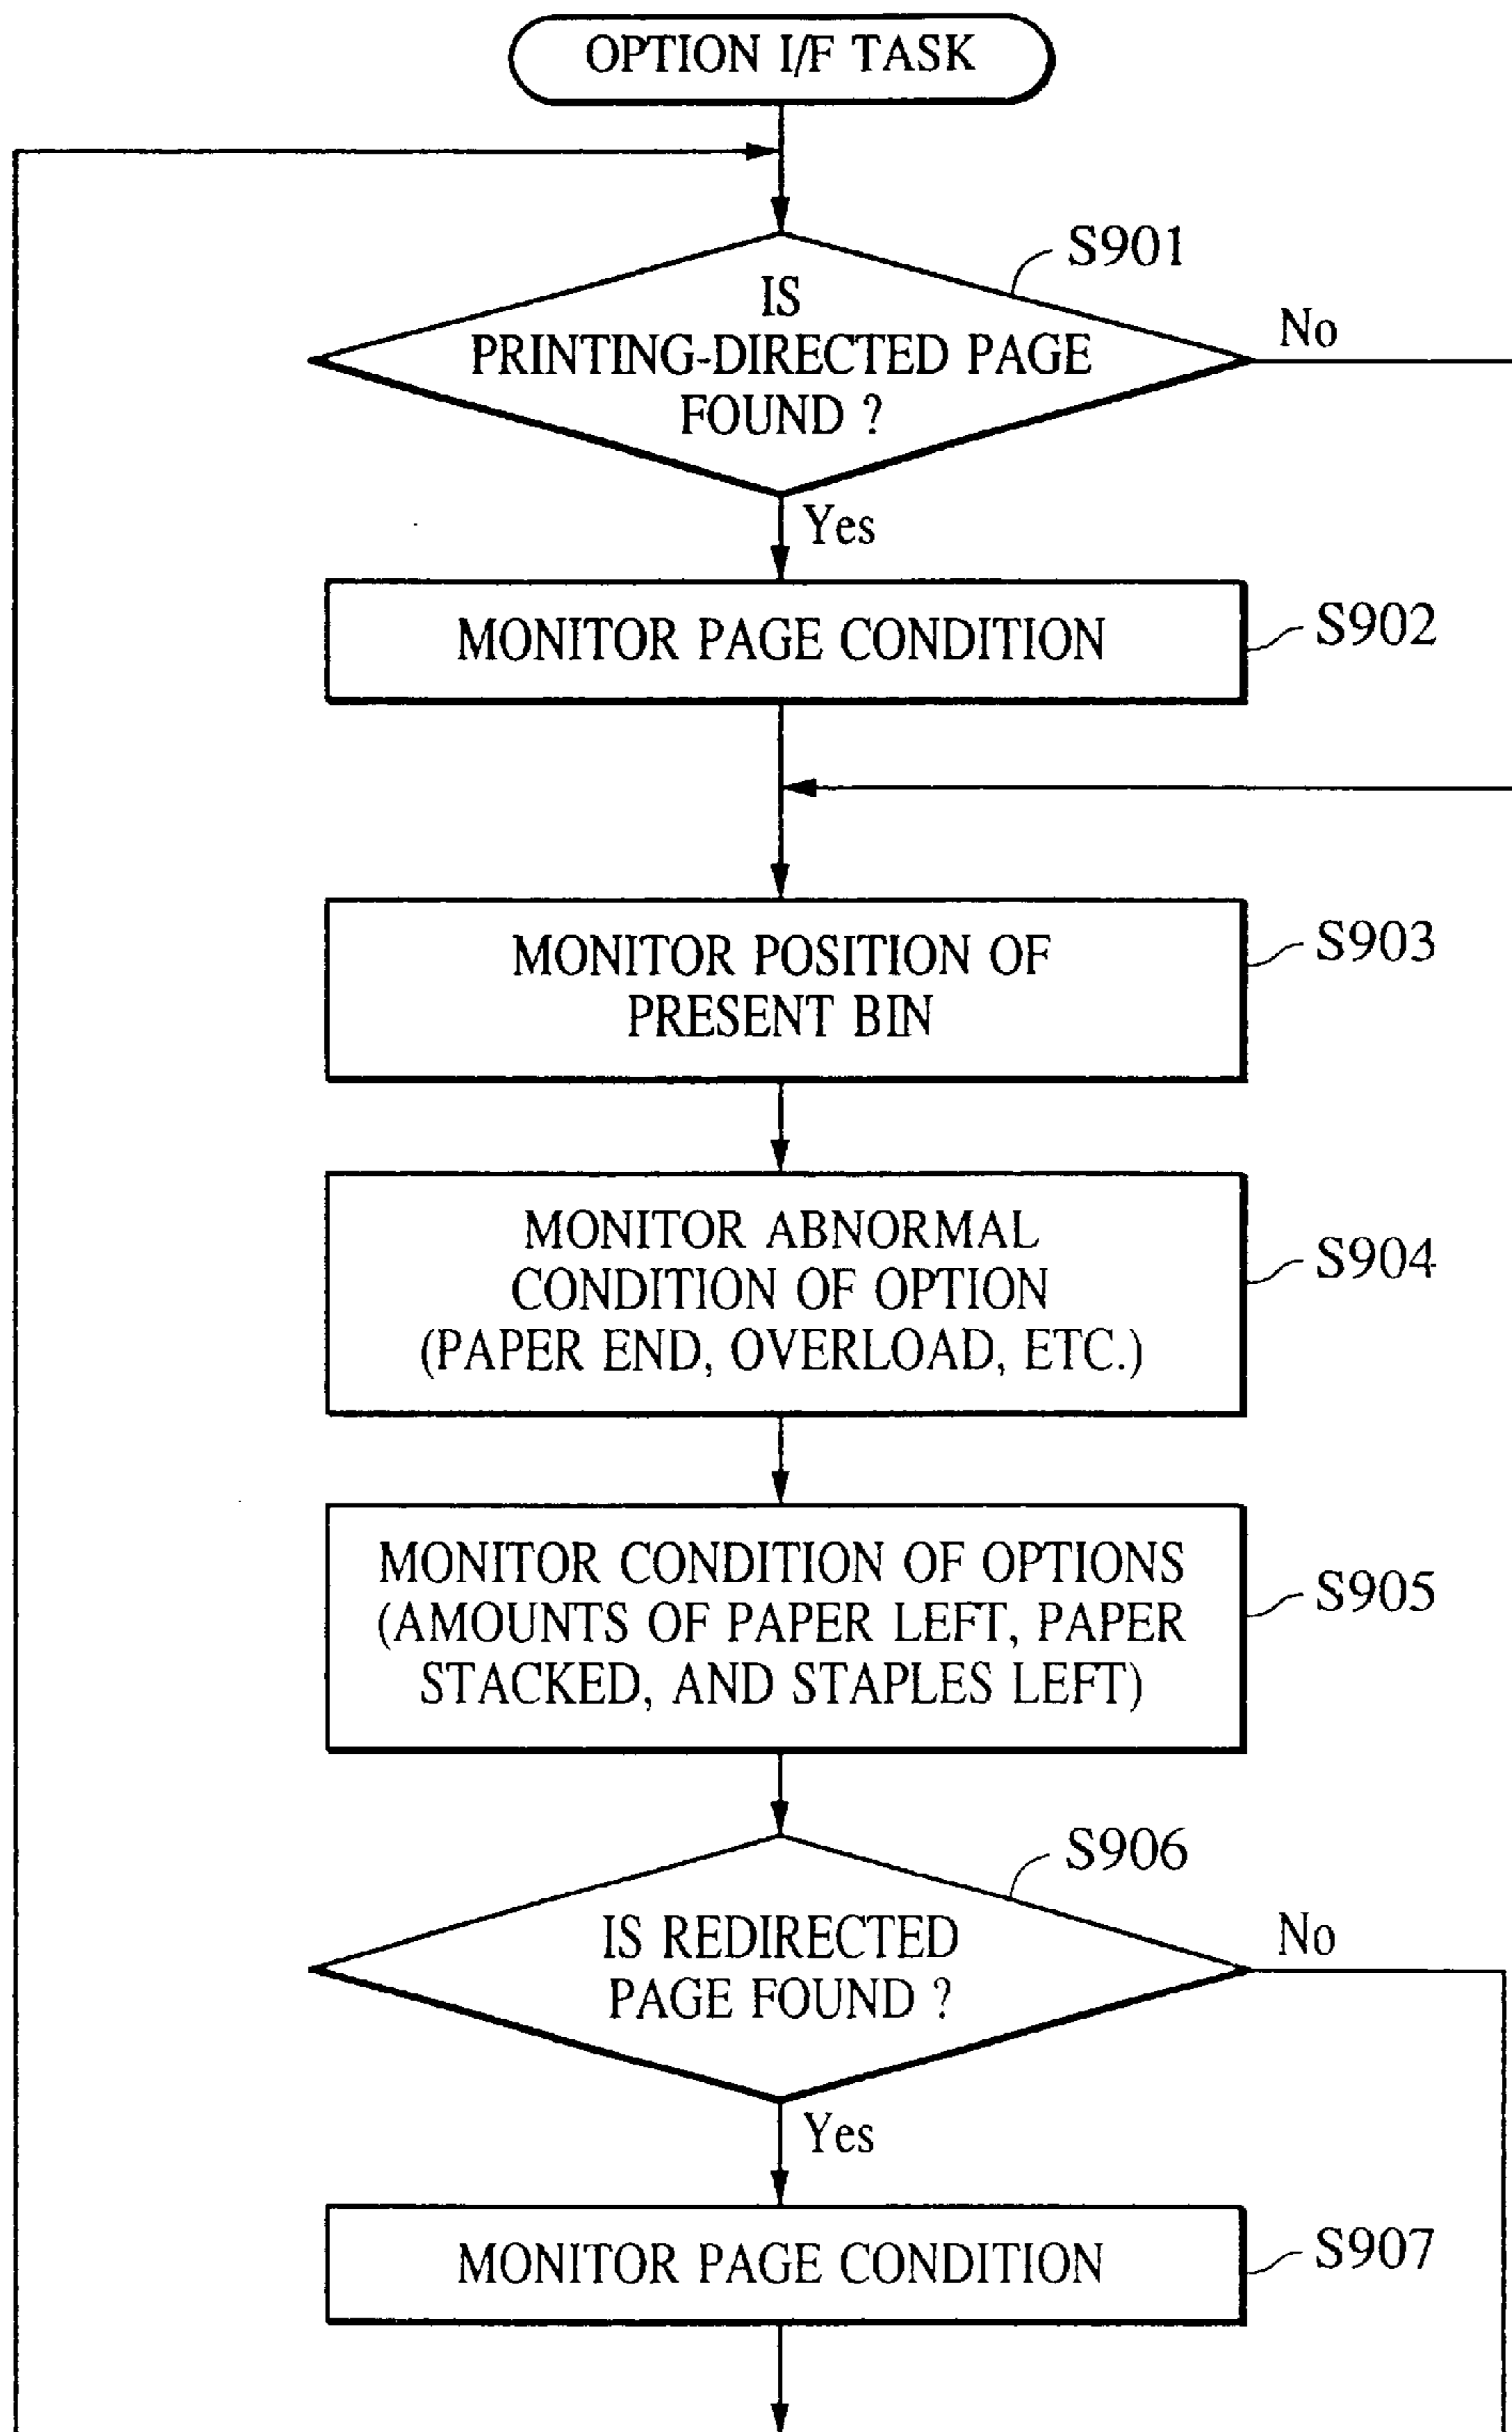 OPTION I/F TASK
S901
IS
PRINTING-DIRECTED PAGE
FOUND ?
No
Yes
MONITOR PAGE CONDITION
S902
MONITOR POSITION OF
PRESENT BIN
S903
MONITOR ABNORMAL
CONDITION OF OPTION
(PAPER END, OVERLOAD, ETC.)
S904
MONITOR CONDITION OF OPTIONS
(AMOUNTS OF PAPER LEFT, PAPER
STACKED, AND STAPLES LEFT)
S905
S906
IS REDIRECTED
PAGE FOUND ?
No
Yes
MONITOR PAGE CONDITION
S907